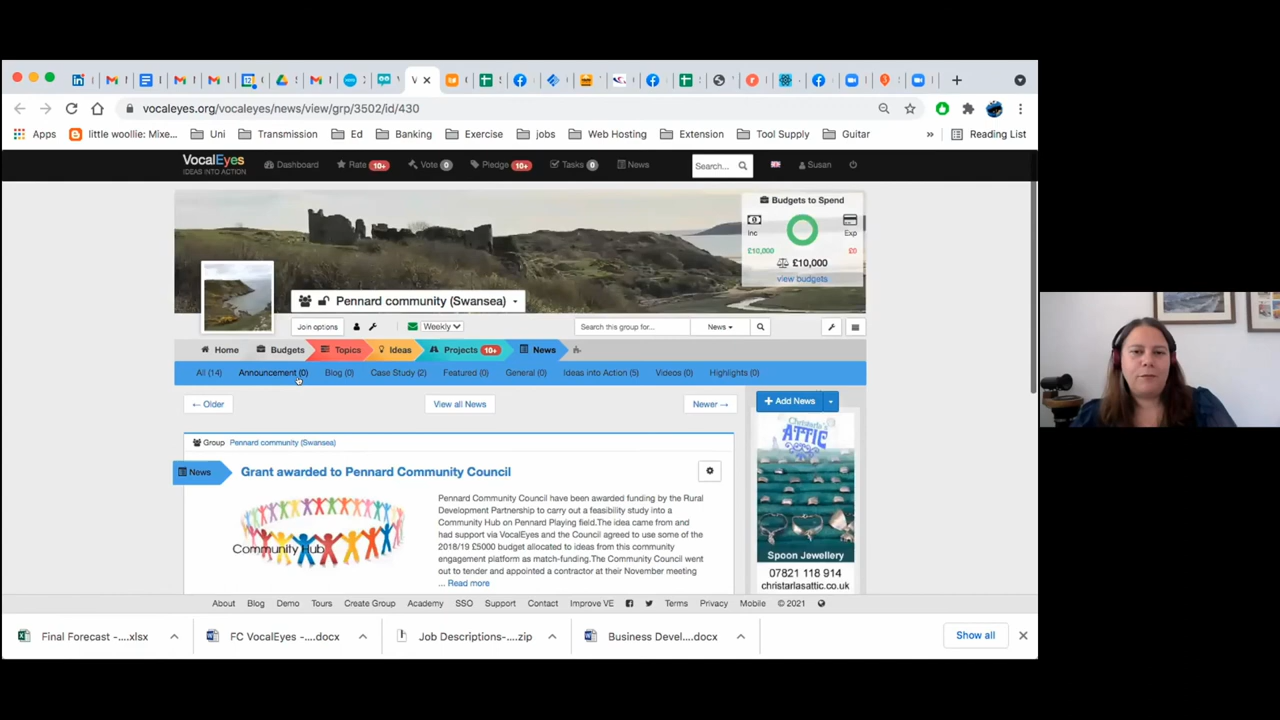 vocaleyes.org/vocaleyes/news/view/grp/3502/id/430
Apps little woollie: Mixe... Uni Transmission Ed Banking Exercise jobs Web Hosting Extension Tool Supply Guitar » Reading List
VocalEyes
IDEAS INTO ACTION
Dashboard Rate 10+ Vote 0 Pledge 10+ Tasks 0 News Search... Susan
Budgets to Spend
Inc Exp
£10,000 £0
£10,000
view budgets
Pennard community (Swansea)
Join options Weekly Search this group for... News
Home Budgets Topics Ideas Projects 10+ News
All (14) Announcement (0) Blog (0) Case Study (2) Featured (0) General (0) Ideas into Action (5) Videos (0) Highlights (0)
← Older View all News Newer → + Add News
Group Pennard community (Swansea)
News Grant awarded to Pennard Community Council
Pennard Community Council have been awarded funding by the Rural
Development Partnership to carry out a feasibility study into a
Community Hub on Pennard Playing field.The idea came from and
had support via VocalEyes and the Council agreed to use some of the
2018/19 £5000 budget allocated to ideas from this community
engagement platform as match-funding.The Community Council went
out to tender and appointed a contractor at their November meeting
... Read more
Community Hub
Christarla's
ATTIC
Spoon Jewellery
07821 118 914
christarlasattic.co.uk
About Blog Demo Tours Create Group Academy SSO Support Contact Improve VE Terms Privacy Mobile © 2021
Final Forecast -....xlsx FC VocalEyes -....docx Job Descriptions-....zip Business Devel....docx Show all